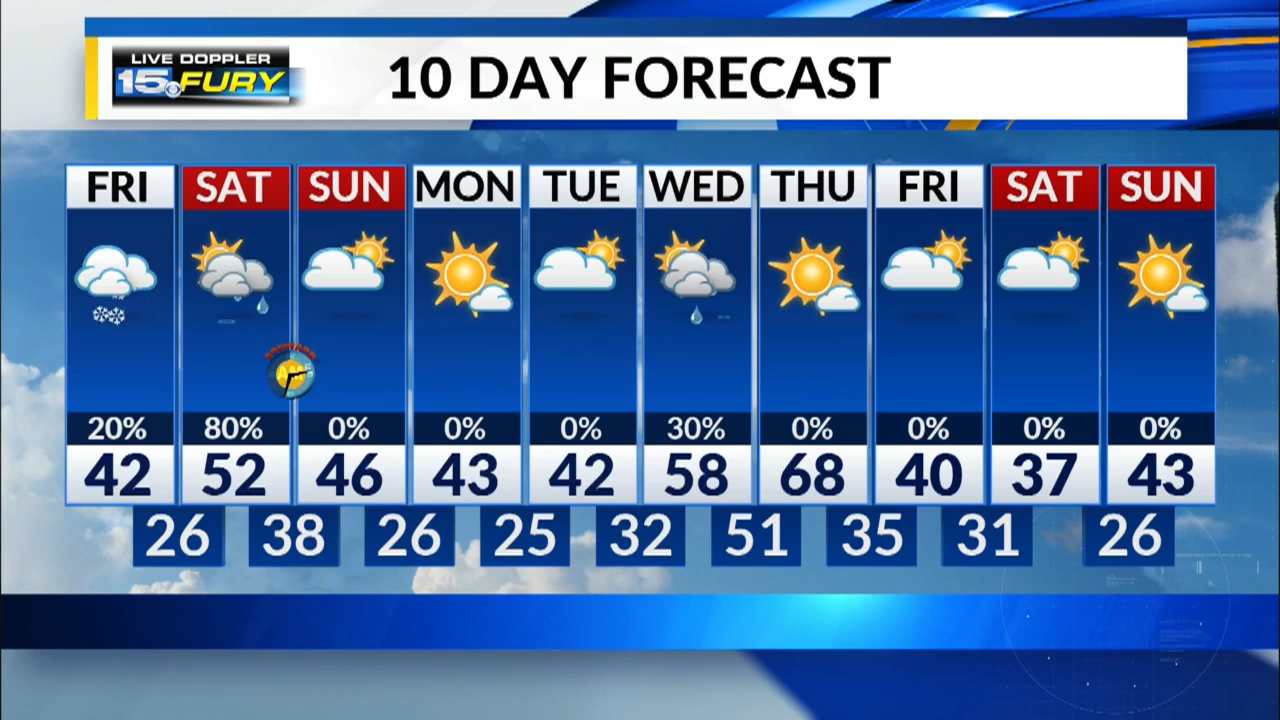 LIVE DOPPLER
15 FURY
10 DAY FORECAST
FRI SAT SUN MON TUE WED THU FRI SAT SUN
20% 80% 0% 0% 0% 30% 0% 0% 0% 0%
42 52 46 43 42 58 68 40 37 43
26 38 26 25 32 51 35 31 26